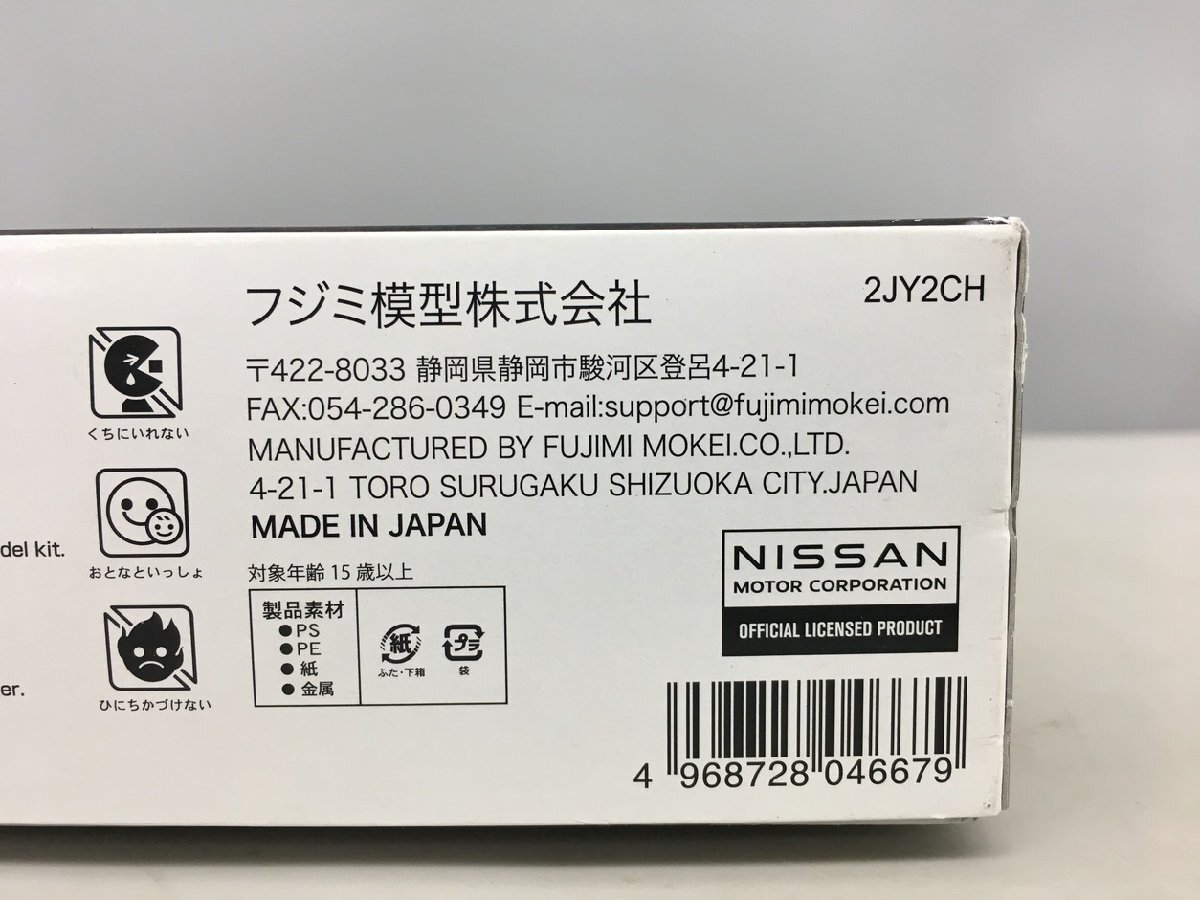 フジミ模型株式会社
2JY2CH
〒422-8033 静岡県静岡市駿河区登呂4-21-1
FAX:054-286-0349 E-mail:support@fujimimokei.com
MANUFACTURED BY FUJIMI MOKEI.CO.,LTD.
4-21-1 TORO SURUGAKU SHIZUOKA CITY.JAPAN
MADE IN JAPAN
対象年齢 15 歳以上
製品素材
●PS
●PE
●紙
●金属
紙
ふた・下箱
プラ
袋
くちにいれない
おとなといっしょ
ひにちかづけない
del kit.
er.
NISSAN
MOTOR CORPORATION
OFFICIAL LICENSED PRODUCT
4 968728 046679